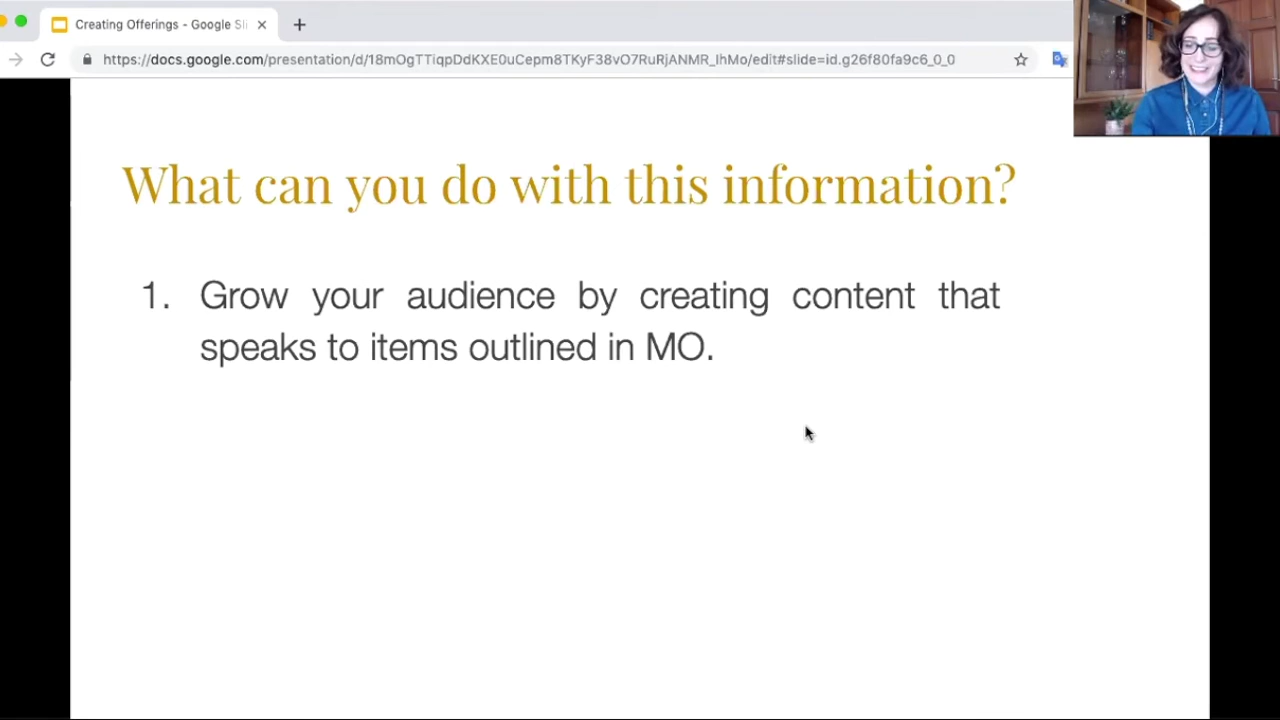 Creating Offerings - Google Sli
https://docs.google.com/presentation/d/18mOgTTiqpDdKXE0uCepm8TKyF38vO7RuRjANMR_IhMo/edit#slide=id.g26f80fa9c6_0_0
What can you do with this information?
1. Grow your audience by creating content that
speaks to items outlined in MO.